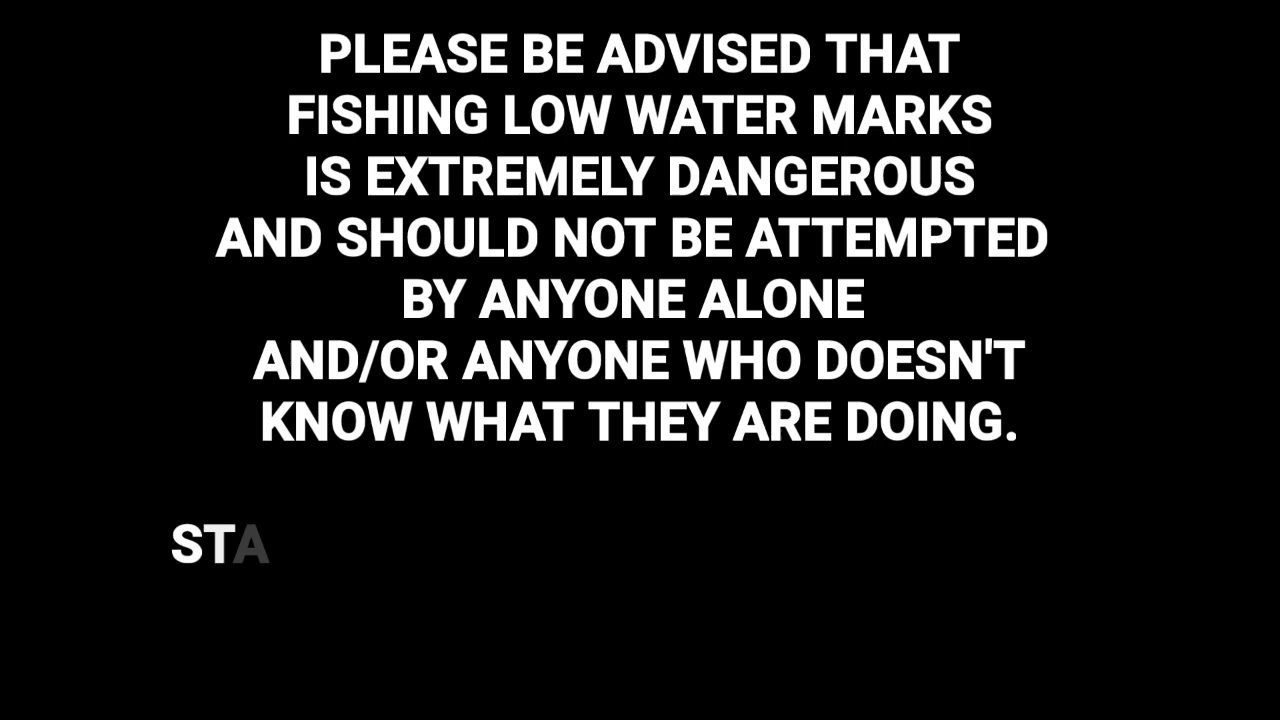 PLEASE BE ADVISED THAT
FISHING LOW WATER MARKS
IS EXTREMELY DANGEROUS
AND SHOULD NOT BE ATTEMPTED
BY ANYONE ALONE
AND/OR ANYONE WHO DOESN'T
KNOW WHAT THEY ARE DOING.
STA